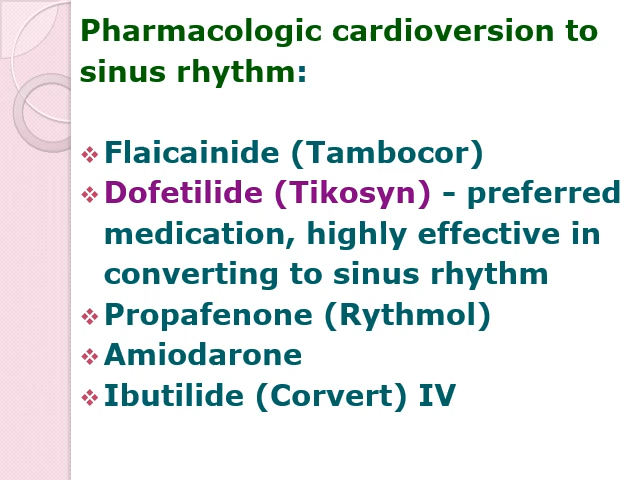 Pharmacologic cardioversion to
sinus rhythm:
❖ Flaicainide (Tambocor)
❖ Dofetilide (Tikosyn) – preferred
medication, highly effective in
converting to sinus rhythm
❖ Propafenone (Rythmol)
❖ Amiodarone
❖ Ibutilide (Corvert) IV